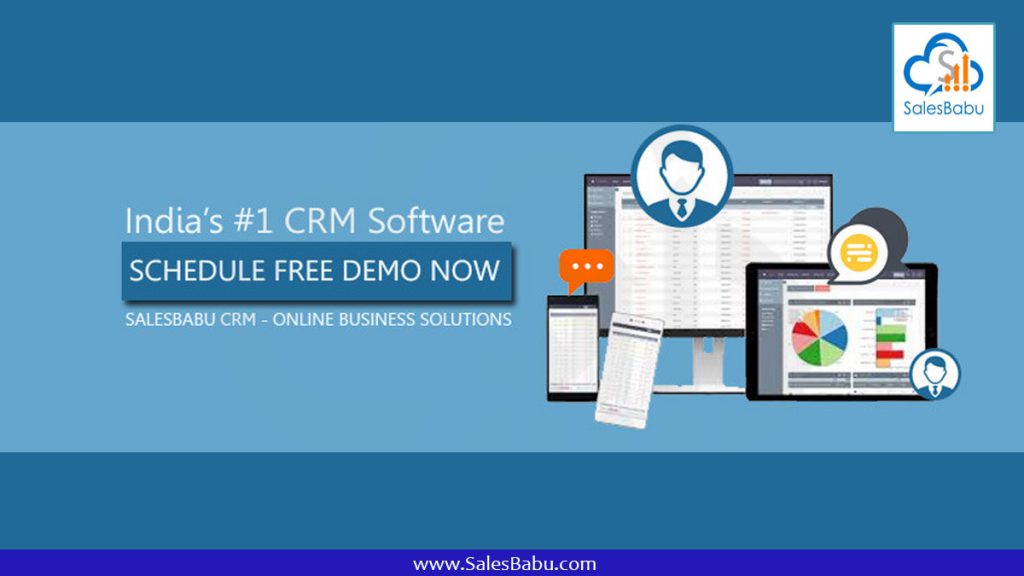 SalesBabu
India's #1 CRM Software
SCHEDULE FREE DEMO NOW
SALESBABU CRM - ONLINE BUSINESS SOLUTIONS
www.SalesBabu.com